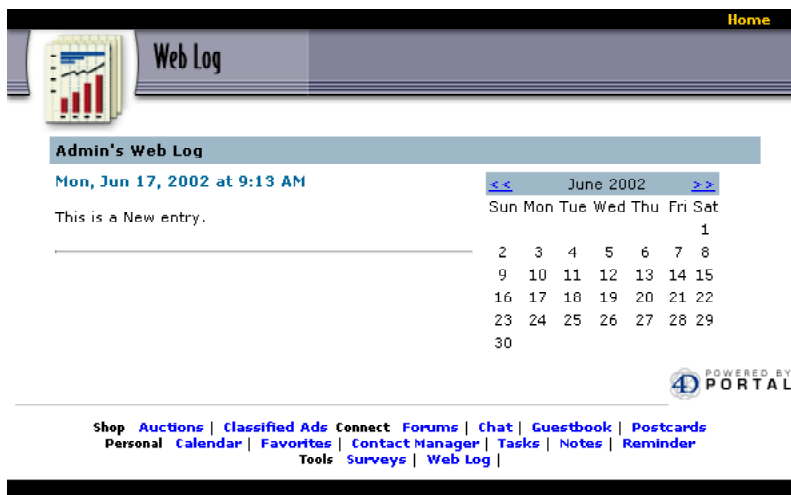 Home
Web Log
Admin's Web Log
Mon, Jun 17, 2002 at 9:13 AM
This is a New entry.
<< June 2002 >>
Sun Mon Tue Wed Thu Fri Sat
1
2 3 4 5 6 7 8
9 10 11 12 13 14 15
16 17 18 19 20 21 22
23 24 25 26 27 28 29
30
4D POWERED BY
PORTAL
Shop Auctions | Classified Ads Connect Forums | Chat | Guestbook | Postcards
Personal Calendar | Favorites | Contact Manager | Tasks | Notes | Reminder
Tools Surveys | Web Log |